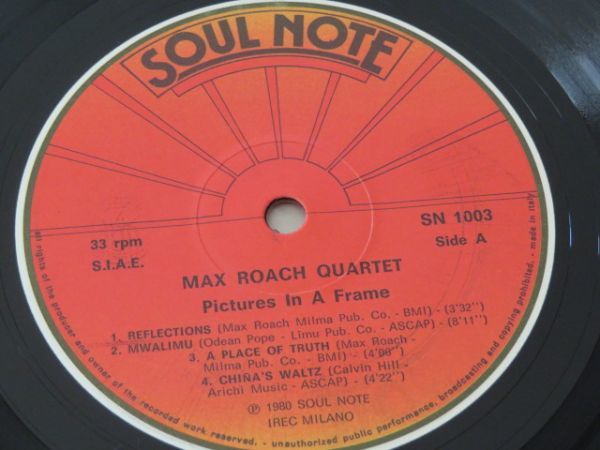 SOUL NOTE
33 rpm
S.I.A.E.
SN 1003
Side A
MAX ROACH QUARTET
Pictures In A Frame
1. REFLECTIONS (Max Roach Milma Pub. Co. - BMI) - (3'32'')
2. MWALIMU (Odean Pope - Limu Pub. Co. - ASCAP) - (8'11'')
3. A PLACE OF TRUTH (Max Roach -
Milma Pub. Co. - BMI) - (4'08'')
4. CHIÑA'S WALTZ (Calvin Hill -
Arichi Music - ASCAP) - (4'22'')
℗ 1980 SOUL NOTE
IREC MILANO
all rights of the producer and owner of the recorded work reserved. - unauthorized public performance, broadcasting and copying prohibited. - made in italy